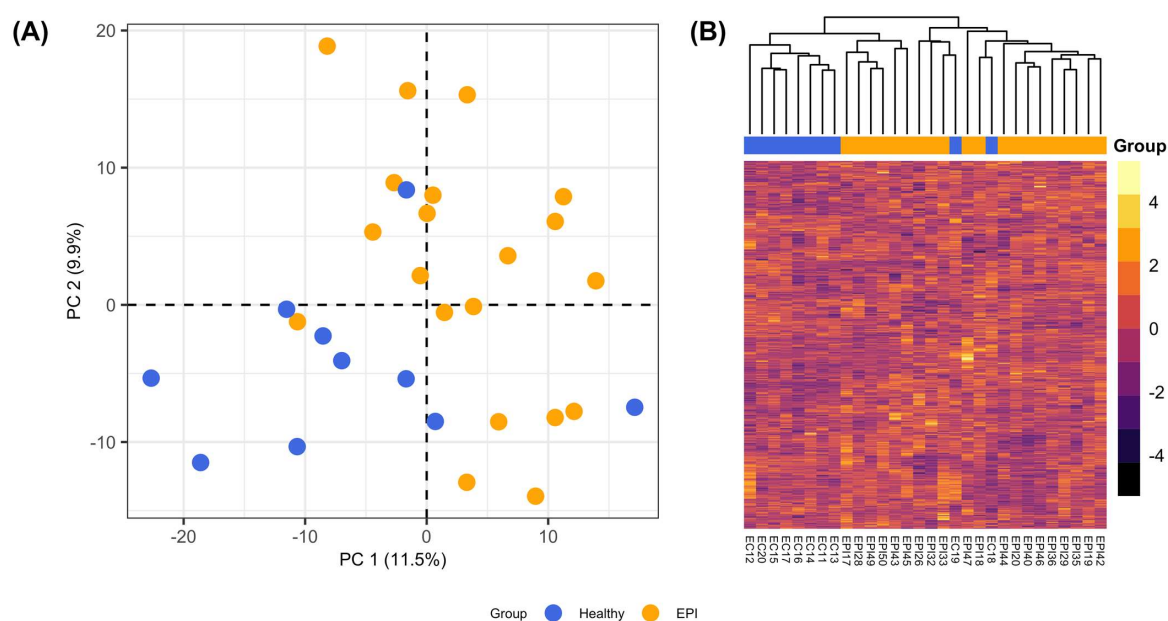 (A)
20
10
0
-10
PC 2 (9.9%)
-20
-10
0
10
PC 1 (11.5%)
(B)
Group
4
2
0
-2
-4
EC12
EC20
EC15
EC17
EC16
EC14
EC11
EC13
EPI17
EPI28
EPI49
EPI50
EPI43
EPI45
EPI26
EPI32
EPI33
EC19
EPI47
EPI18
EC18
EPI44
EPI20
EPI40
EPI46
EPI36
EPI29
EPI35
EPI19
EPI42
Group Healthy EPI